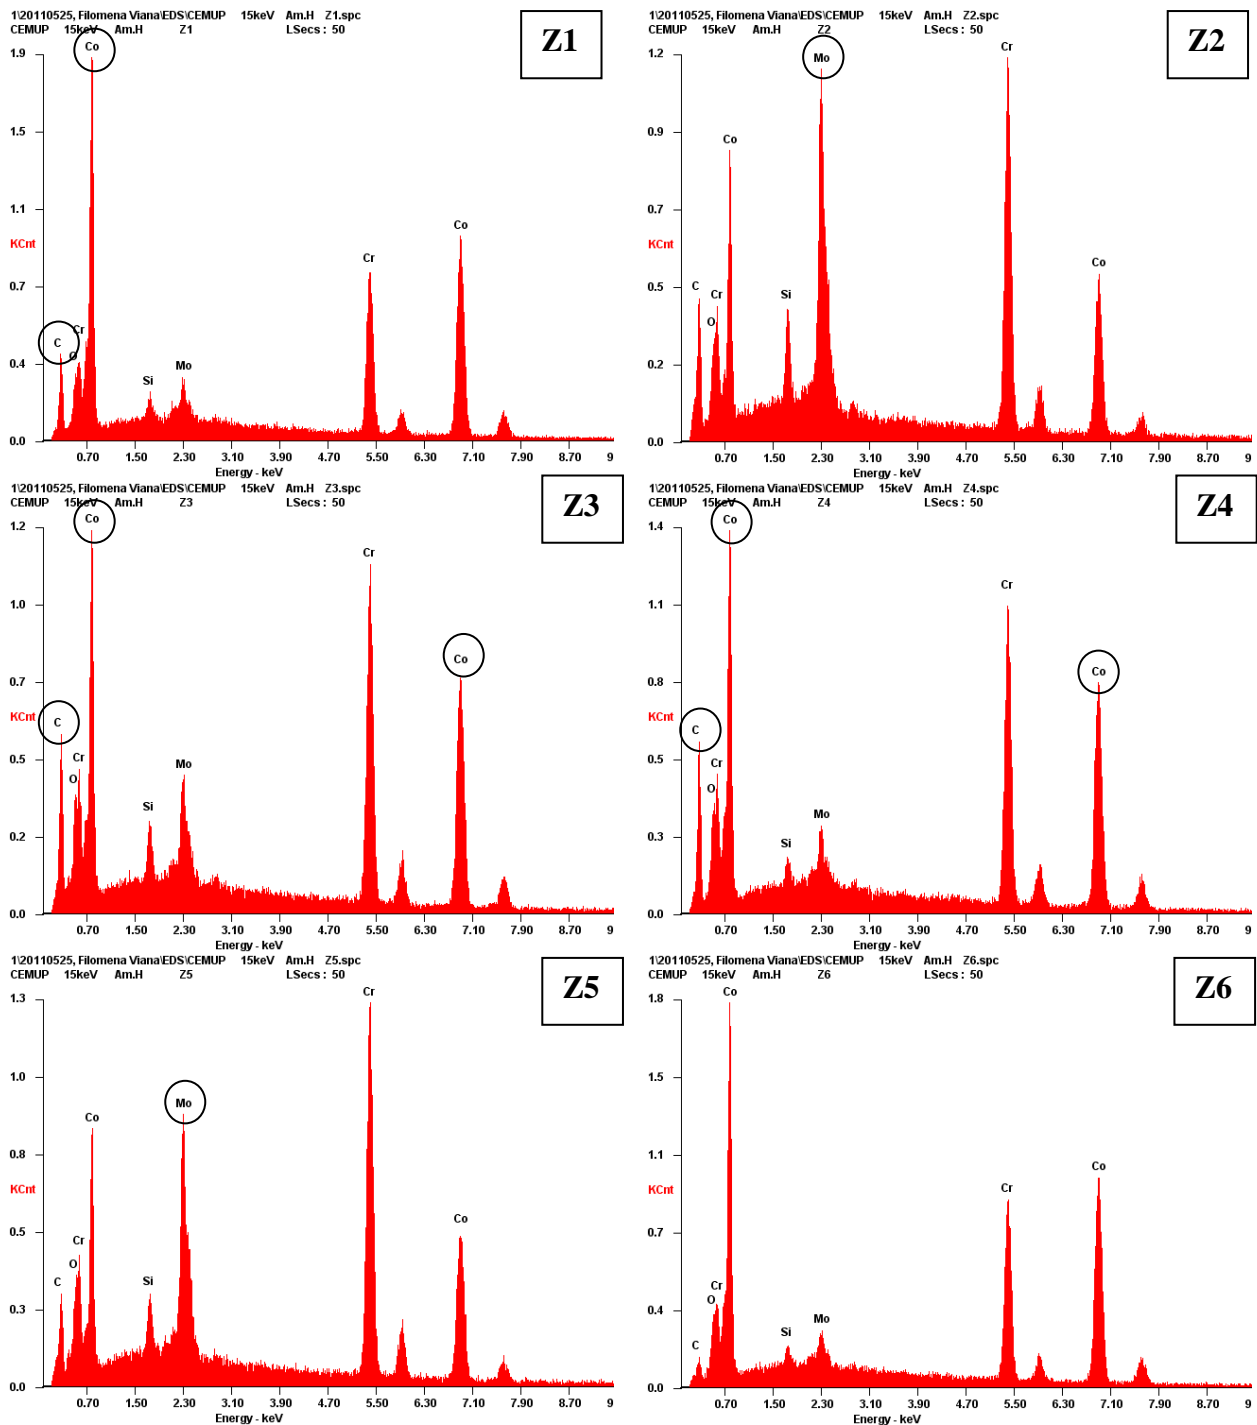 1\20110525, Filomena Viana\EDS\CEMUP 15keV Am.H Z1.spc
CEMUP 15keV Am.H Z1 LSecs : 50
Z1
Co
1.9
1.5
1.1
Co
KCnt
Cr
0.7
Cr
C
O
0.4
Mo
Si
0.0
0.70 1.50 2.30 3.10 3.90 4.70 5.50 6.30 7.10 7.90 8.70 9
Energy - keV
1\20110525, Filomena Viana\EDS\CEMUP 15keV Am.H Z2.spc
CEMUP 15keV Am.H Z2 LSecs : 50
Z2
Cr
Mo
1.2
0.9
Co
0.7
KCnt
Co
C
Cr
Si
0.5
O
0.2
0.0
0.70 1.50 2.30 3.10 3.90 4.70 5.50 6.30 7.10 7.90 8.70 9
Energy - keV
1\20110525, Filomena Viana\EDS\CEMUP 15keV Am.H Z3.spc
CEMUP 15keV Am.H Z3 LSecs : 50
Z3
Co
1.2
Cr
1.0
Co
0.7
KCnt
C
Cr
0.5
Mo
O
Si
0.2
0.0
0.70 1.50 2.30 3.10 3.90 4.70 5.50 6.30 7.10 7.90 8.70 9
Energy - keV
1\20110525, Filomena Viana\EDS\CEMUP 15keV Am.H Z4.spc
CEMUP 15keV Am.H Z4 LSecs : 50
Z4
Co
1.4
Cr
1.1
Co
0.8
KCnt
C
Cr
0.5
O
Mo
0.3
Si
0.0
0.70 1.50 2.30 3.10 3.90 4.70 5.50 6.30 7.10 7.90 8.70 9
Energy - keV
1\20110525, Filomena Viana\EDS\CEMUP 15keV Am.H Z5.spc
CEMUP 15keV Am.H Z5 LSecs : 50
Z5
Cr
1.3
1.0
Mo
Co
0.8
KCnt
Co
0.5
Cr
O
C
Si
0.3
0.0
0.70 1.50 2.30 3.10 3.90 4.70 5.50 6.30 7.10 7.90 8.70 9
Energy - keV
1\20110525, Filomena Viana\EDS\CEMUP 15keV Am.H Z6.spc
CEMUP 15keV Am.H Z6 LSecs : 50
Z6
Co
1.8
1.5
1.1
Co
KCnt
Cr
0.7
Cr
O
0.4
Mo
Si
C
0.0
0.70 1.50 2.30 3.10 3.90 4.70 5.50 6.30 7.10 7.90 8.70 9
Energy - keV